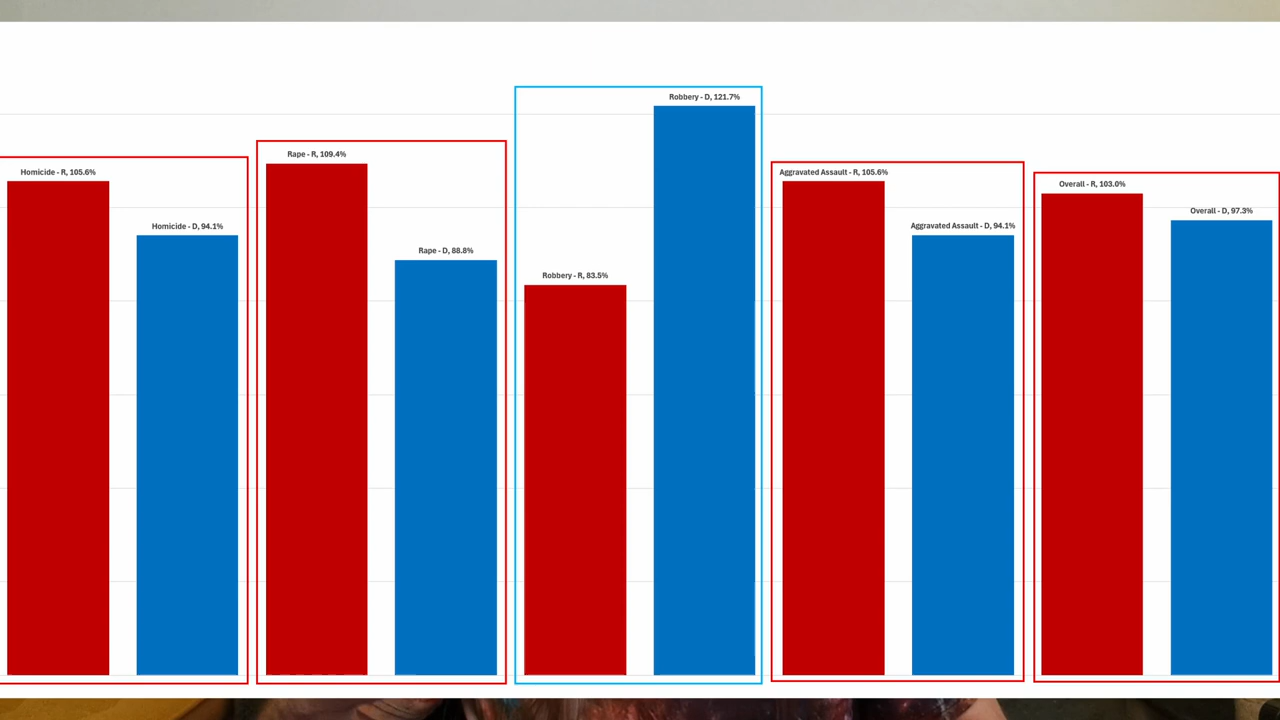 Homicide - R, 105.6%
Homicide - D, 94.1%
Rape - R, 109.4%
Rape - D, 88.8%
Robbery - R, 83.5%
Robbery - D, 121.7%
Aggravated Assault - R, 105.6%
Aggravated Assault - D, 94.1%
Overall - R, 103.0%
Overall - D, 97.3%